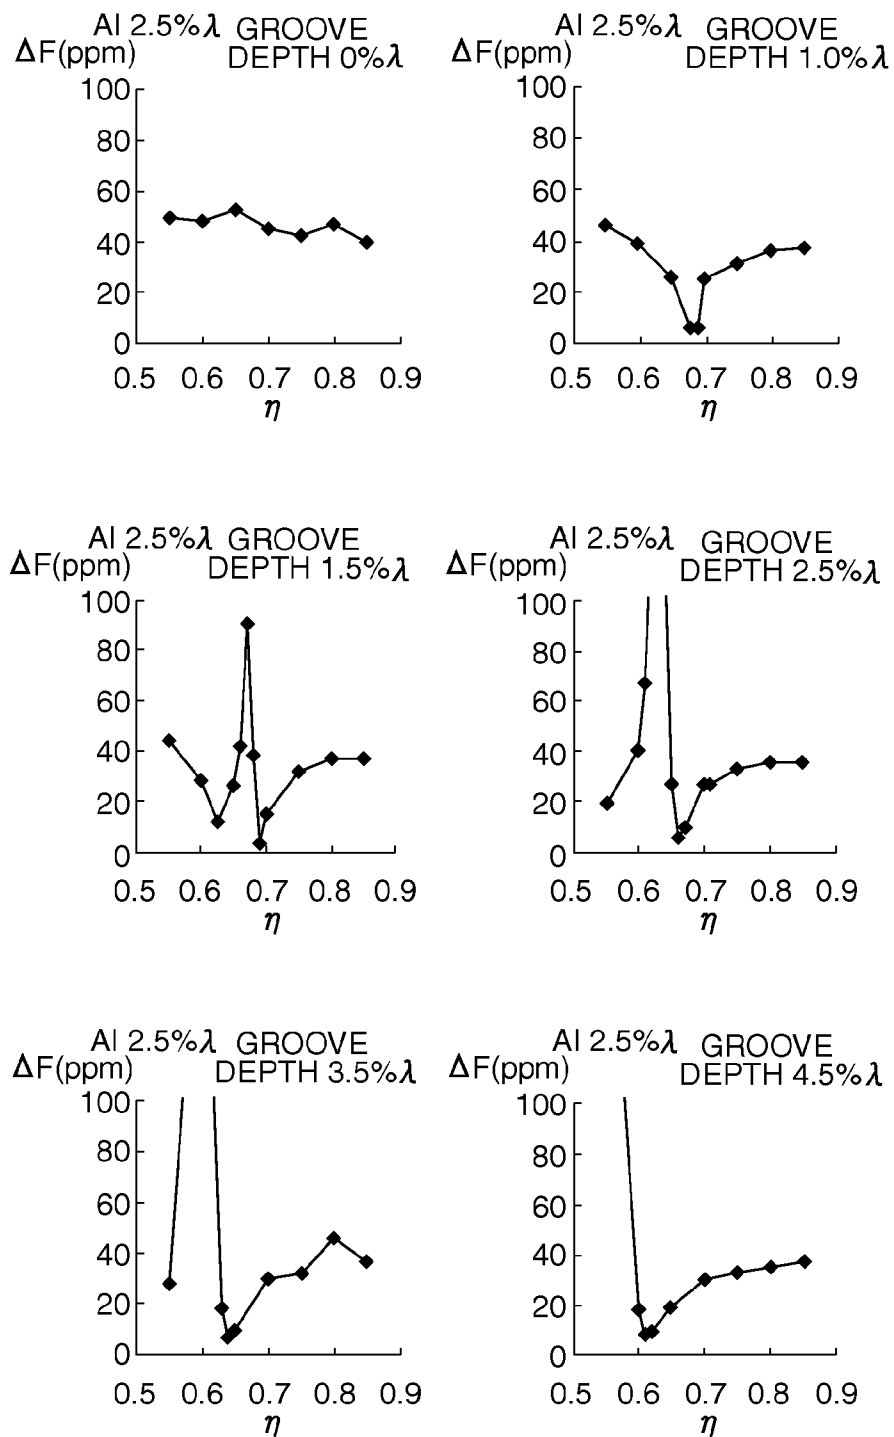 Al 2.5%λ GROOVE
ΔF(ppm) DEPTH 0%λ
100
80
60
40
20
0
0.5 0.6 0.7 0.8 0.9
η
Al 2.5%λ GROOVE
ΔF(ppm) DEPTH 1.0%λ
100
80
60
40
20
0
0.5 0.6 0.7 0.8 0.9
η
Al 2.5%λ GROOVE
ΔF(ppm) DEPTH 1.5%λ
100
80
60
40
20
0
0.5 0.6 0.7 0.8 0.9
η
Al 2.5%λ GROOVE
ΔF(ppm) DEPTH 2.5%λ
100
80
60
40
20
0
0.5 0.6 0.7 0.8 0.9
η
Al 2.5%λ GROOVE
ΔF(ppm) DEPTH 3.5%λ
100
80
60
40
20
0
0.5 0.6 0.7 0.8 0.9
η
Al 2.5%λ GROOVE
ΔF(ppm) DEPTH 4.5%λ
100
80
60
40
20
0
0.5 0.6 0.7 0.8 0.9
η